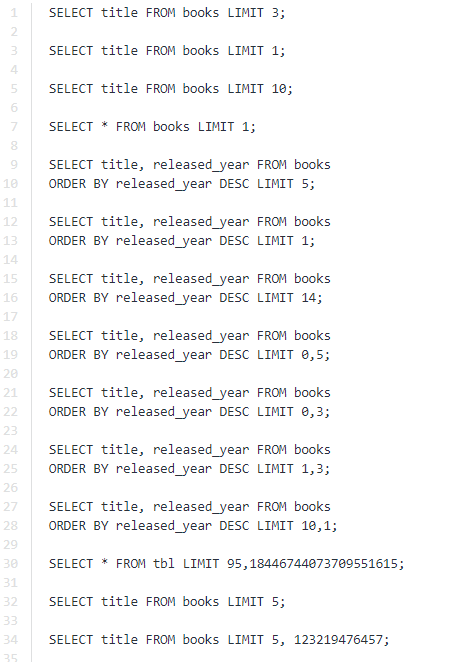 1 SELECT title FROM books LIMIT 3;
2
3 SELECT title FROM books LIMIT 1;
4
5 SELECT title FROM books LIMIT 10;
6
7 SELECT * FROM books LIMIT 1;
8
9 SELECT title, released_year FROM books
10 ORDER BY released_year DESC LIMIT 5;
11
12 SELECT title, released_year FROM books
13 ORDER BY released_year DESC LIMIT 1;
14
15 SELECT title, released_year FROM books
16 ORDER BY released_year DESC LIMIT 14;
17
18 SELECT title, released_year FROM books
19 ORDER BY released_year DESC LIMIT 0,5;
20
21 SELECT title, released_year FROM books
22 ORDER BY released_year DESC LIMIT 0,3;
23
24 SELECT title, released_year FROM books
25 ORDER BY released_year DESC LIMIT 1,3;
26
27 SELECT title, released_year FROM books
28 ORDER BY released_year DESC LIMIT 10,1;
29
30 SELECT * FROM tbl LIMIT 95,18446744073709551615;
31
32 SELECT title FROM books LIMIT 5;
33
34 SELECT title FROM books LIMIT 5, 123219476457;
35